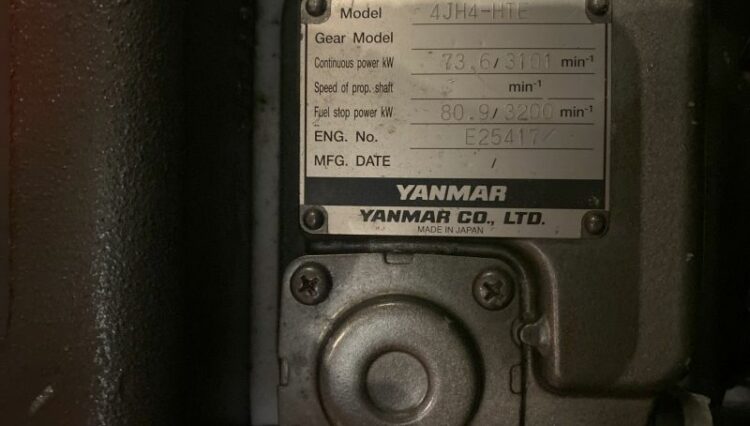 Model 4JH4-HTE
Gear Model
Continuous power kW 73.6/3101 min⁻¹
Speed of prop. shaft min⁻¹
Fuel stop power kW 80.9/3200 min⁻¹
ENG. No. E25417
MFG. DATE /
YANMAR
YANMAR CO., LTD.
MADE IN JAPAN